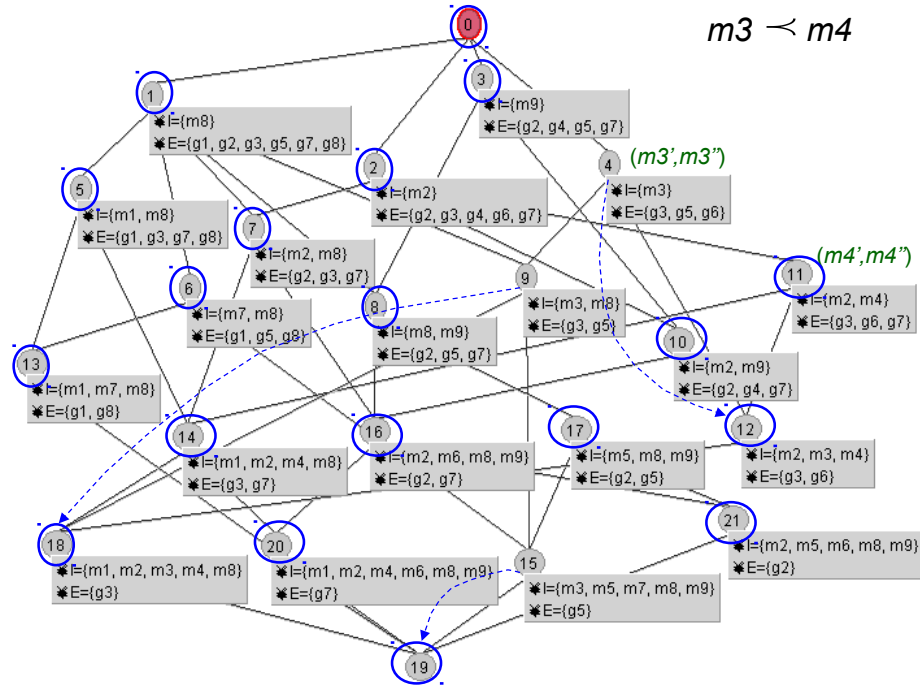 0
m3 ≺ m4
3
1
I={m9}
E={g2, g4, g5, g7}
I={m8}
E={g1, g2, g3, g5, g7, g8}
2
4
(m3',m3")
I={m2}
E={g2, g3, g4, g6, g7}
I={m3}
E={g3, g5, g6}
5
I={m1, m8}
E={g1, g3, g7, g8}
7
I={m2, m8}
E={g2, g3, g7}
(m4',m4")
11
I={m2, m4}
E={g3, g6, g7}
9
I={m3, m8}
E={g3, g5}
6
I={m7, m8}
E={g1, g5, g8}
8
I={m8, m9}
E={g2, g5, g7}
10
I={m2, m9}
E={g2, g4, g7}
13
I={m1, m7, m8}
E={g1, g8}
14
I={m1, m2, m4, m8}
E={g3, g7}
16
I={m2, m6, m8, m9}
E={g2, g7}
17
I={m5, m8, m9}
E={g2, g5}
12
I={m2, m3, m4}
E={g3, g6}
18
I={m1, m2, m3, m4, m8}
E={g3}
20
I={m1, m2, m4, m6, m8, m9}
E={g7}
15
I={m3, m5, m7, m8, m9}
E={g5}
21
I={m2, m5, m6, m8, m9}
E={g2}
19